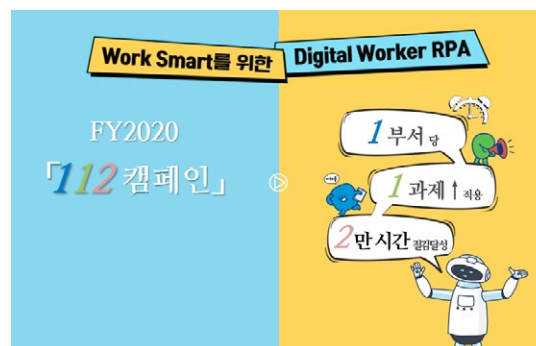 Work Smart를 위한 Digital Worker RPA
FY2020
「112 캠페인」
1 부서 당
1 과제↑ 적용
2만 시간 절감달성